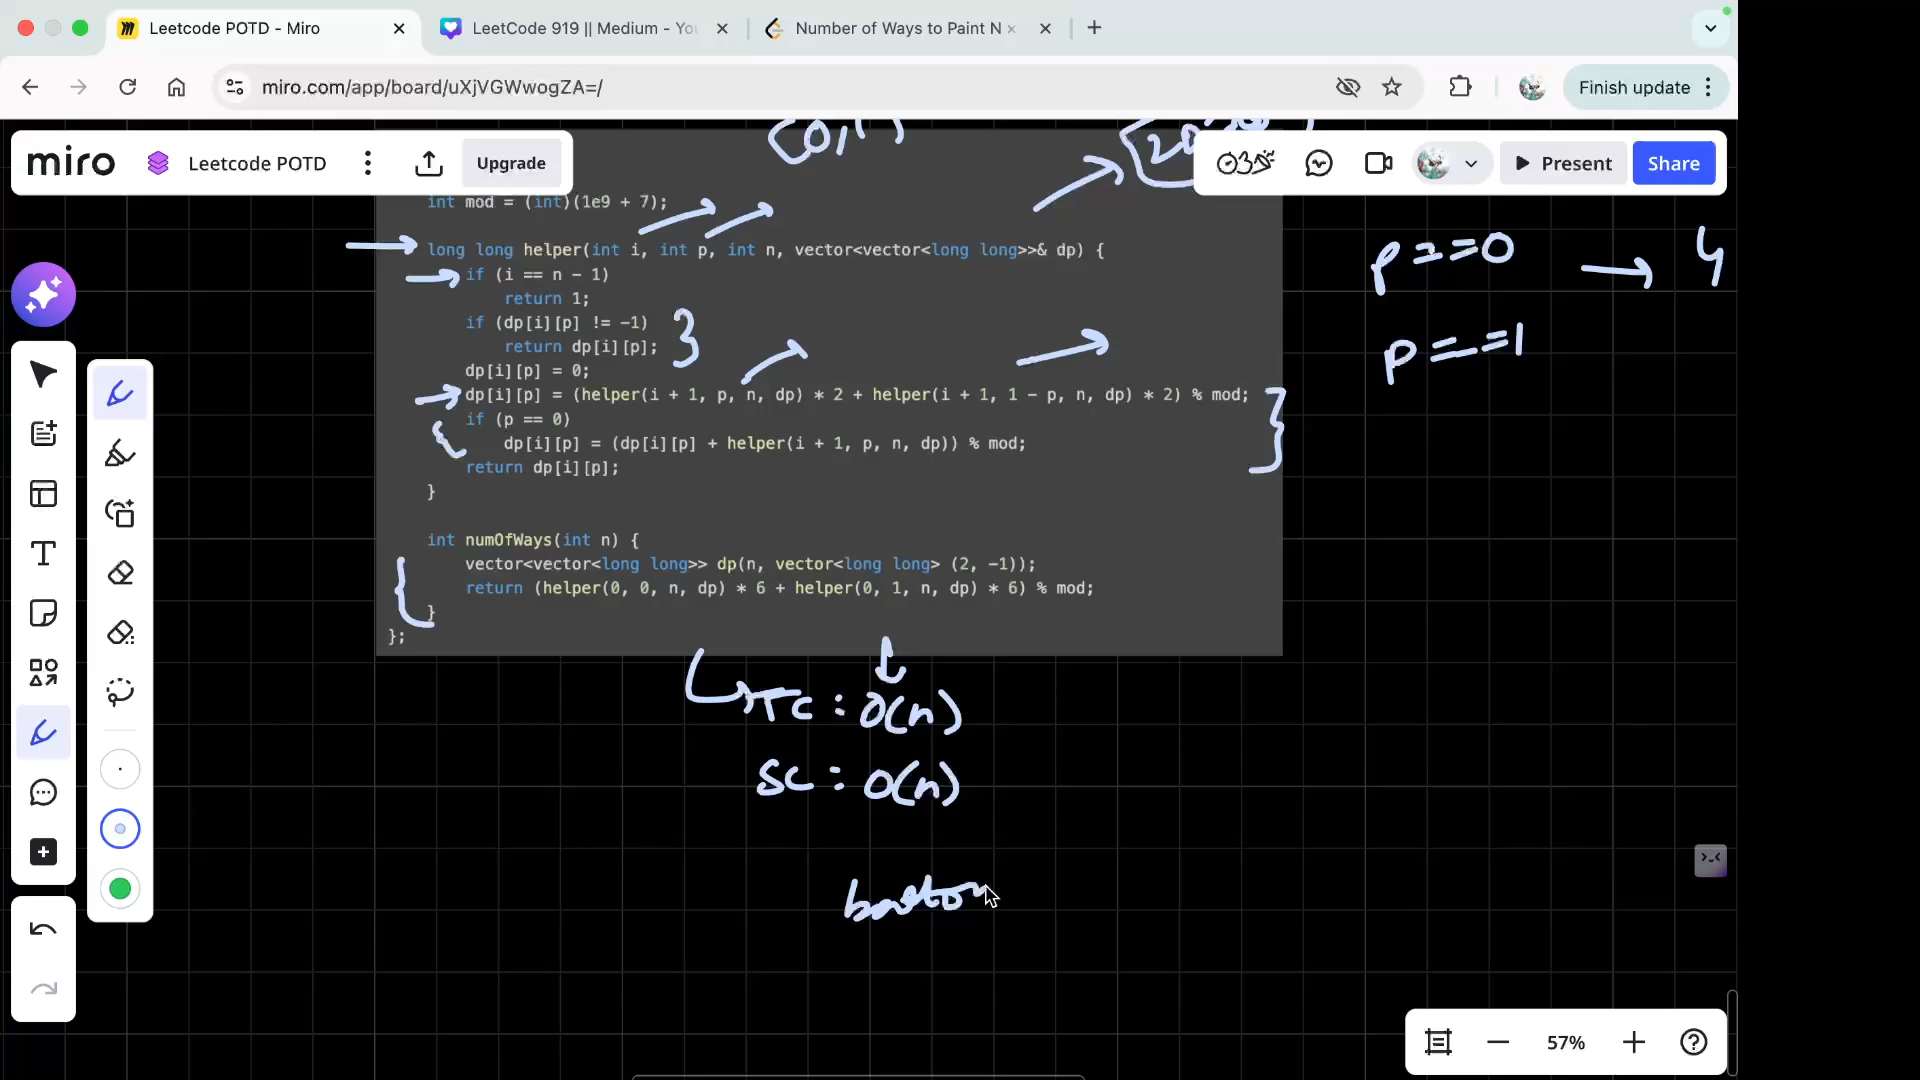 Leetcode POTD - Miro
LeetCode 919 || Medium - You
Number of Ways to Paint N ×
miro.com/app/board/uXjVGWwogZA=/
Finish update
miro
Leetcode POTD
Upgrade
Present
Share
int mod = (int)(1e9 + 7);
long long helper(int i, int p, int n, vector<vector<long long>>& dp) {
if (i == n - 1)
return 1;
if (dp[i][p] != -1)
return dp[i][p];
dp[i][p] = 0;
dp[i][p] = (helper(i + 1, p, n, dp) * 2 + helper(i + 1, 1 - p, n, dp) * 2) % mod;
if (p == 0)
dp[i][p] = (dp[i][p] + helper(i + 1, p, n, dp)) % mod;
return dp[i][p];
}
int numOfWays(int n) {
vector<vector<long long>> dp(n, vector<long long> (2, -1));
return (helper(0, 0, n, dp) * 6 + helper(0, 1, n, dp) * 6) % mod;
}
};
p==0 → 4
p==1
TC : O(n)
SC : O(n)
57%